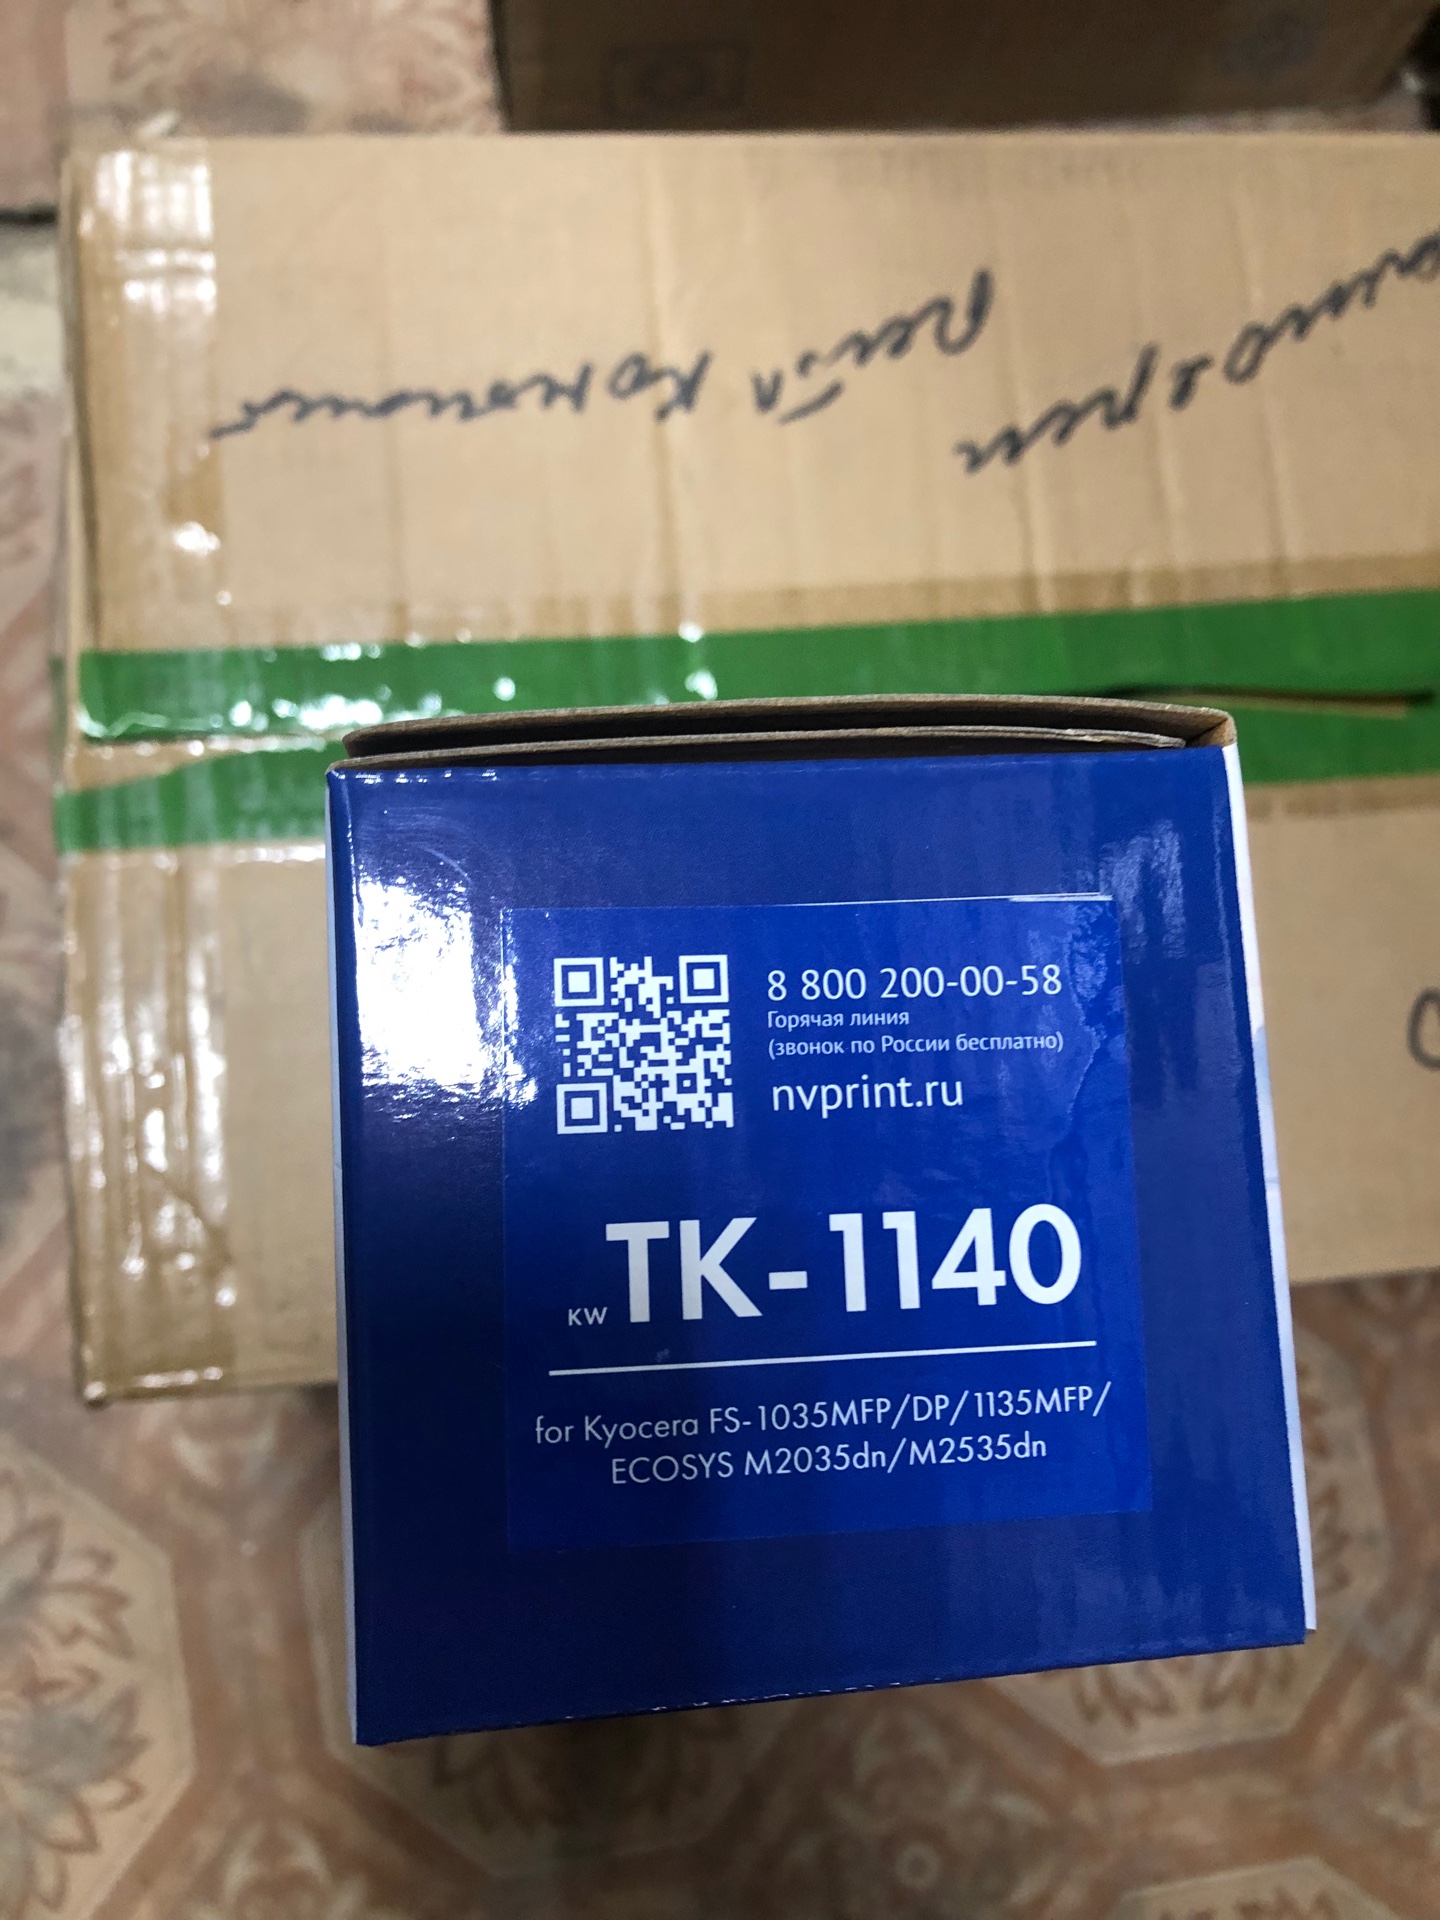 8 800 200-00-58
Горячая линия
(звонок по России бесплатно)
nvprint.ru
KW TK-1140
for Kyocera FS-1035MFP/DP/1135MFP/
ECOSYS M2035dn/M2535dn